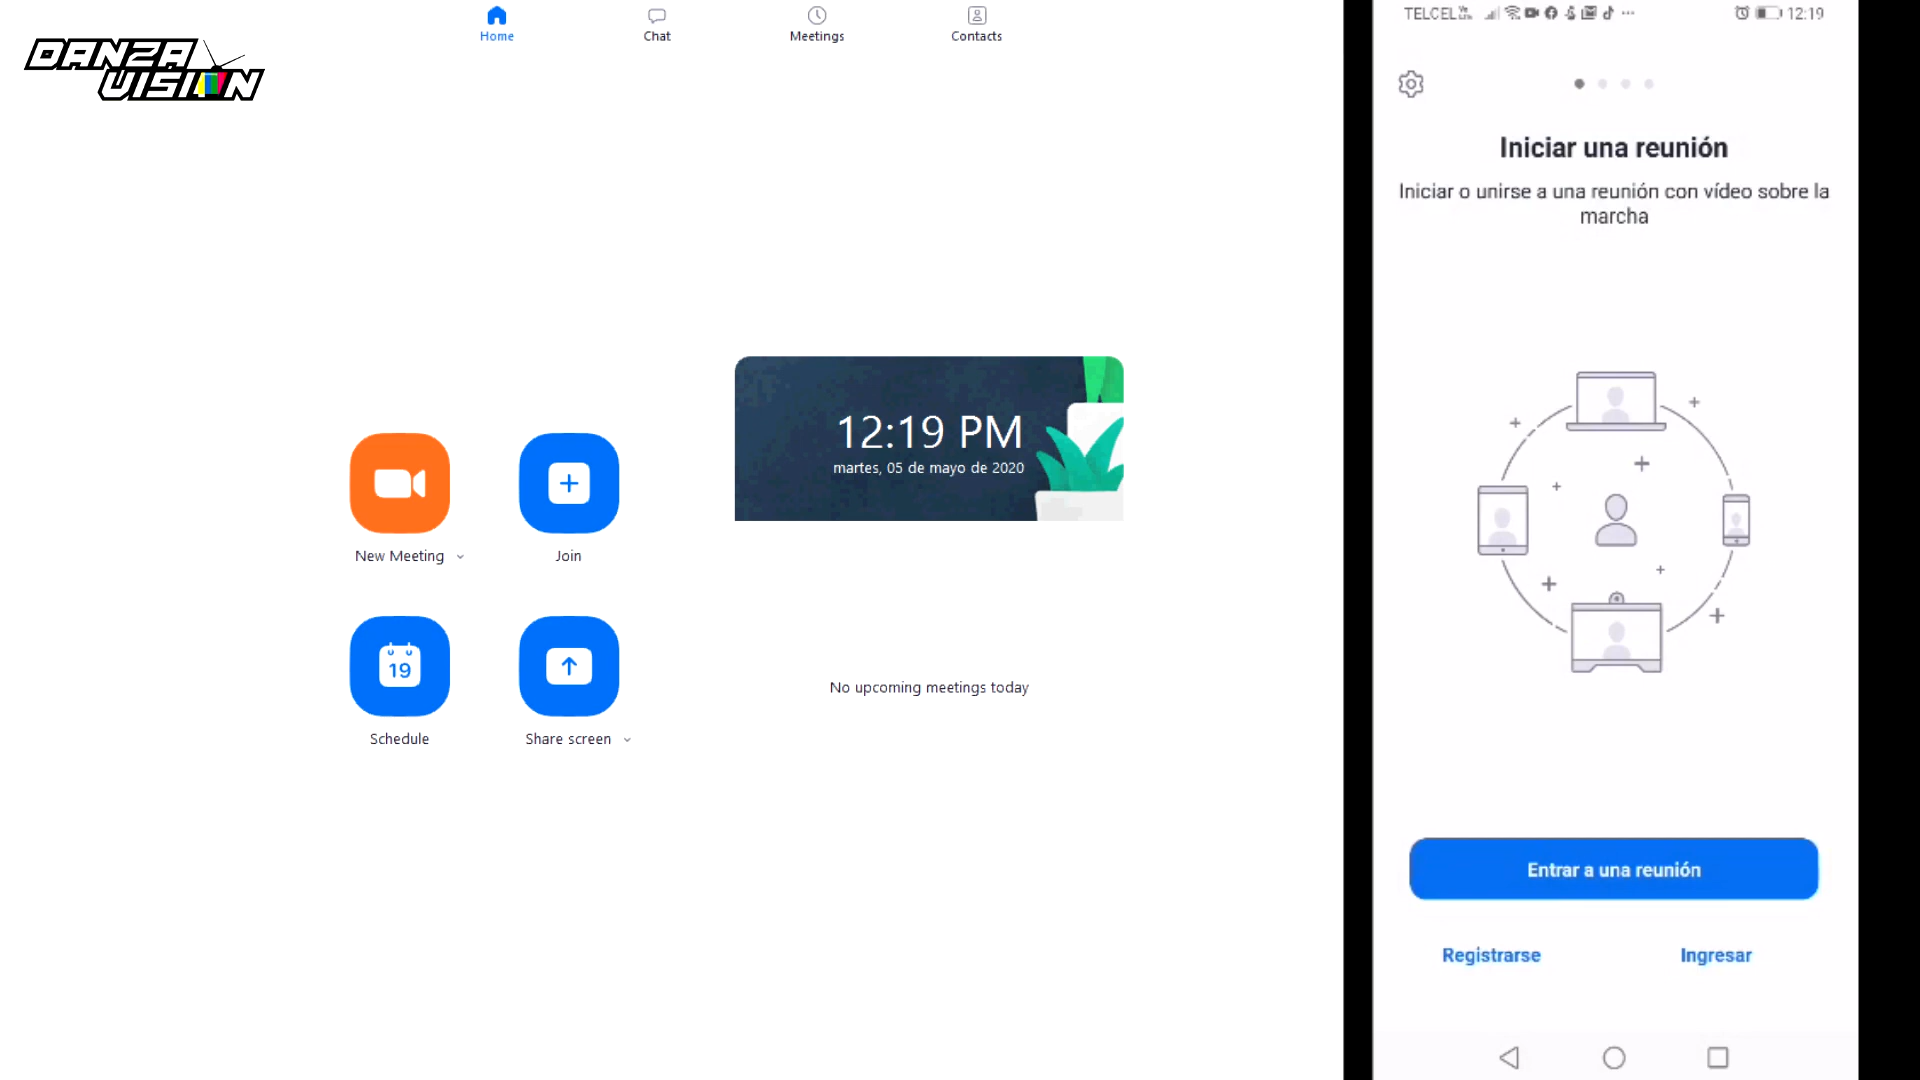 DANZA
VISION
Home
Chat
Meetings
Contacts
12:19 PM
martes, 05 de mayo de 2020
New Meeting
Join
19
Schedule
Share screen
No upcoming meetings today
TELCEL
12:19
Iniciar una reunión
Iniciar o unirse a una reunión con vídeo sobre la
marcha
Entrar a una reunión
Registrarse
Ingresar